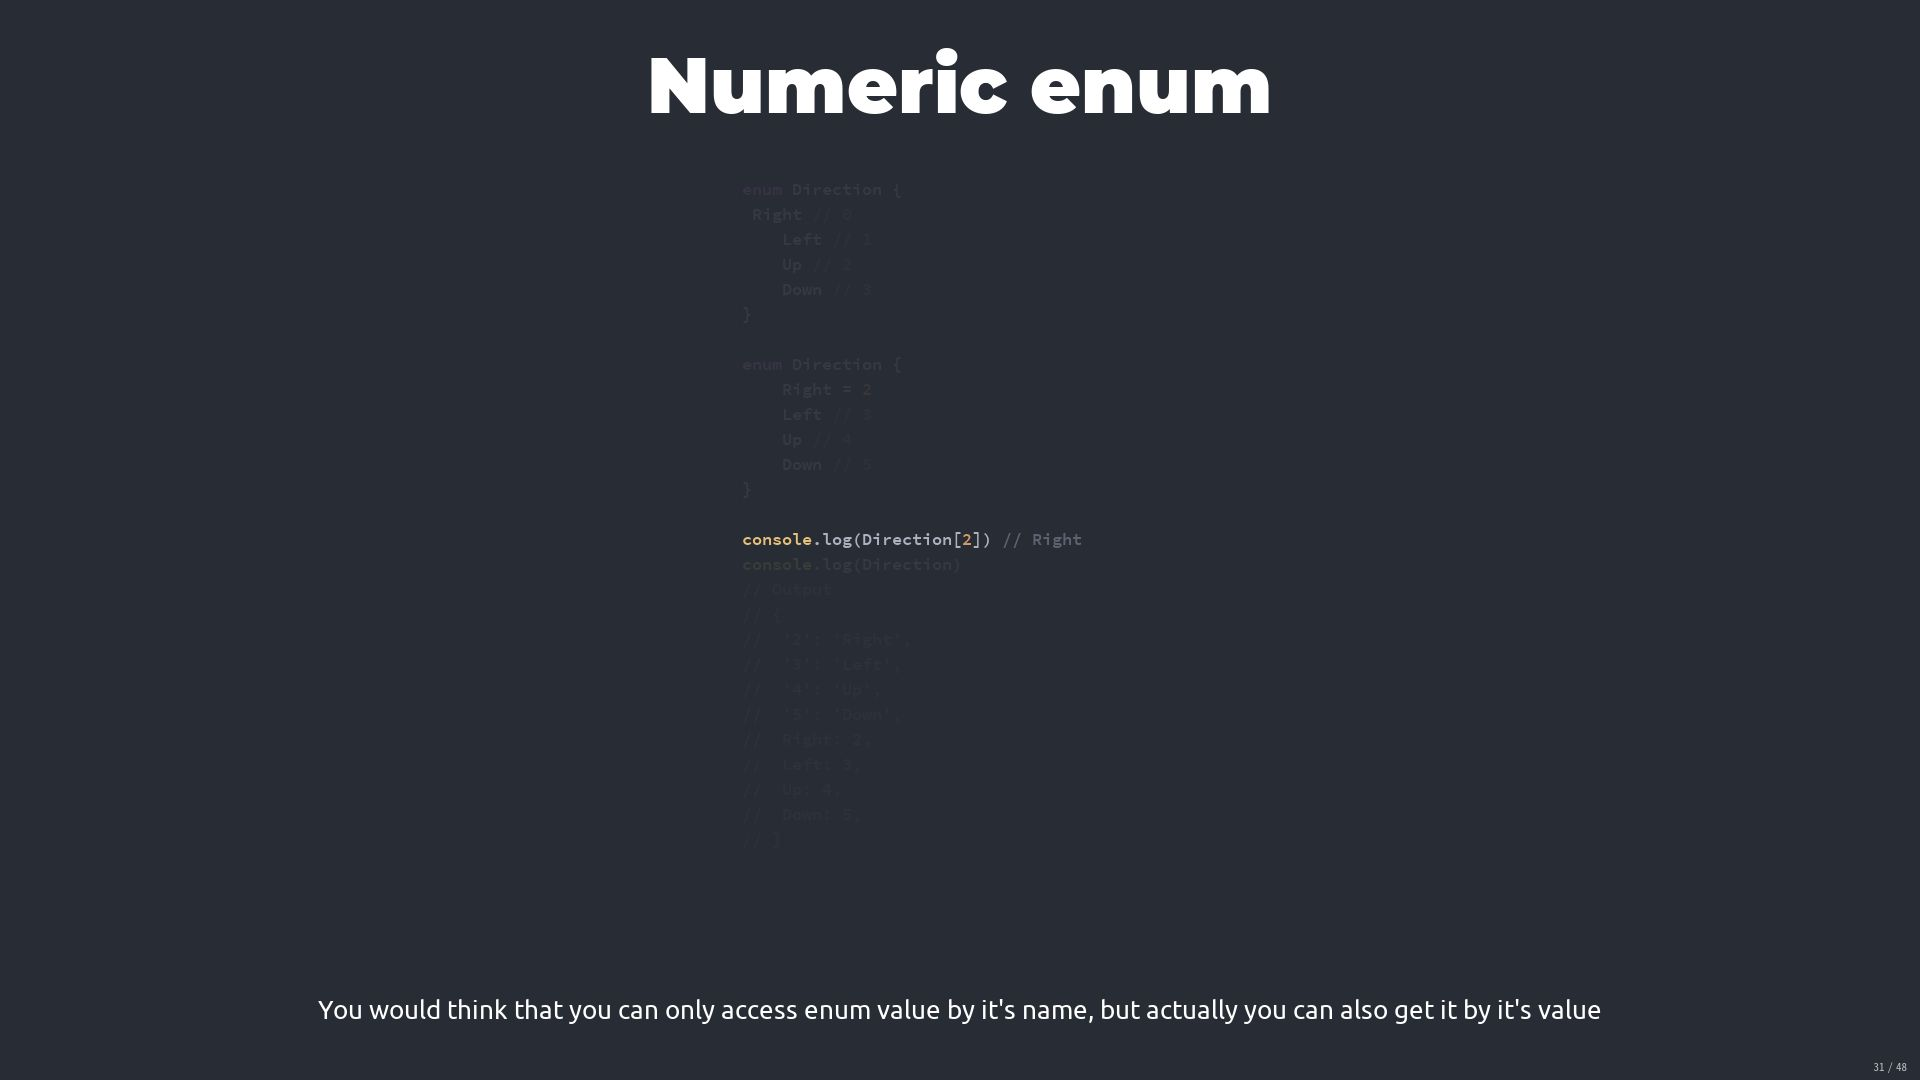 Numeric enum
enum Direction {
 Right // 0
    Left // 1
    Up // 2
    Down // 3
}
enum Direction {
    Right = 2
    Left // 3
    Up // 4
    Down // 5
}
console.log(Direction[2]) // Right
console.log(Direction)
// Output
// {
//  '2': 'Right',
//  '3': 'Left',
//  '4': 'Up',
//  '5': 'Down',
//  Right: 2,
//  Left: 3,
//  Up: 4,
//  Down: 5,
// }
You would think that you can only access enum value by it's name, but actually you can also get it by it's value
31 / 48